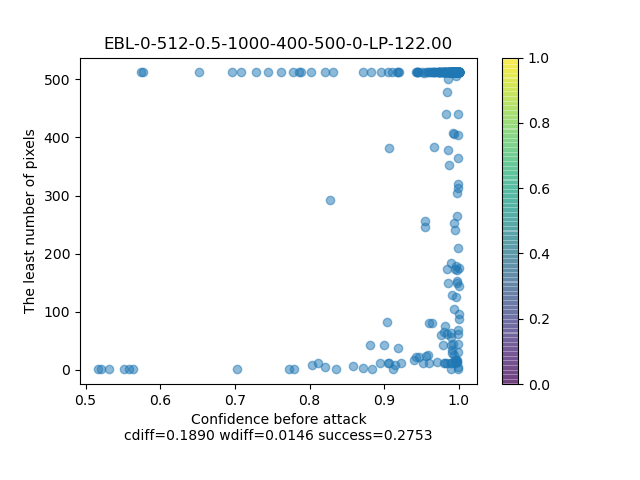 EBL-0-512-0.5-1000-400-500-0-LP-122.00
500
400
300
200
100
0
The least number of pixels
0.5 0.6 0.7 0.8 0.9 1.0
Confidence before attack
cdiff=0.1890 wdiff=0.0146 success=0.2753
1.0
0.8
0.6
0.4
0.2
0.0